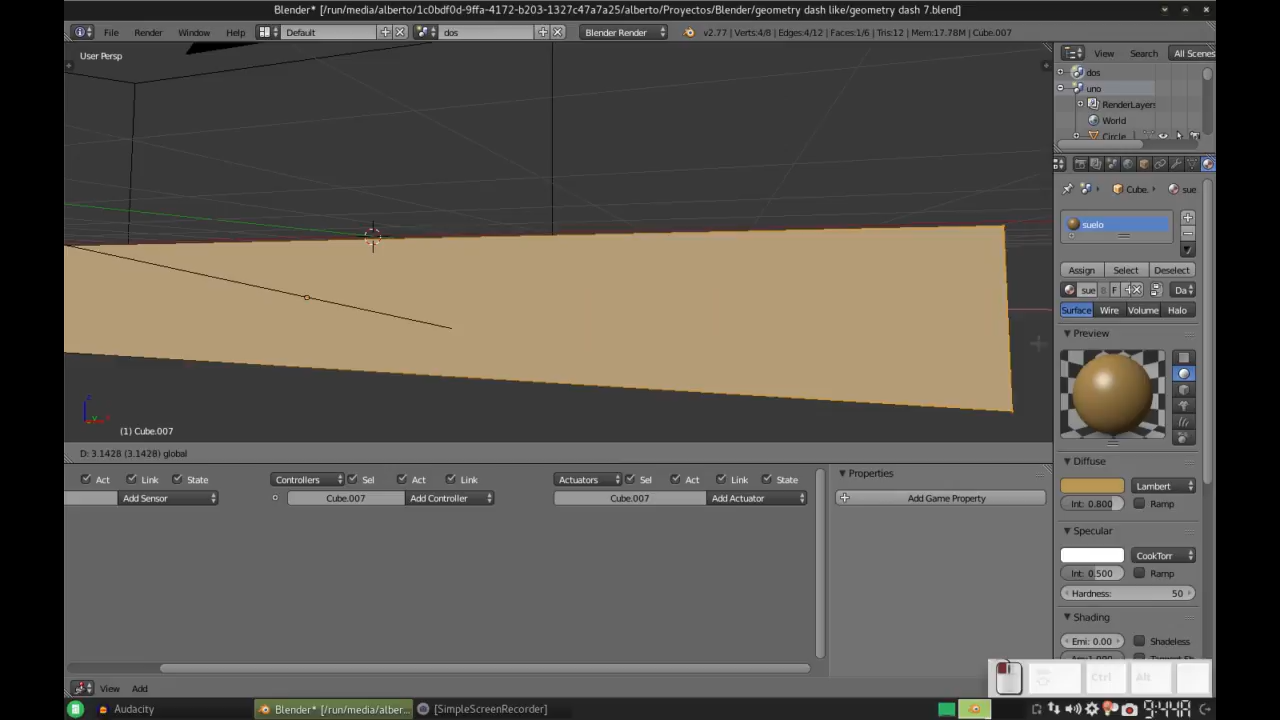 Blender* [/run/media/alberto/1c0bdf0d-9ffa-4172-b203-1327c47a7a25/alberto/Proyectos/Blender/geometry dash like/geometry dash 7.blend]
File Render Window Help Default dos Blender Render v2.77 | Verts:4/8 | Edges:4/12 | Faces:1/6 | Tris:12 | Mem:17.78M | Cube.007
User Persp
View Search All Scenes
dos
uno
RenderLayers
World
Circle
Cube. sue
suelo
Assign Select Deselect
sue 8 F Da
Surface Wire Volume Halo
Preview
(1) Cube.007
D: 3.1428 (3.1428) global
Diffuse
Lambert
Int: 0.800 Ramp
Specular
CookTorr
Int: 0.500 Ramp
Hardness: 50
Shading
Emi: 0.00 Shadeless
Act Link State Controllers Sel Act Link Actuators Sel Act Link State Properties
Add Sensor Cube.007 Add Controller Cube.007 Add Actuator Add Game Property
Ctrl Alt
View Add
Audacity Blender* [/run/media/alber... [SimpleScreenRecorder] 9:44:48